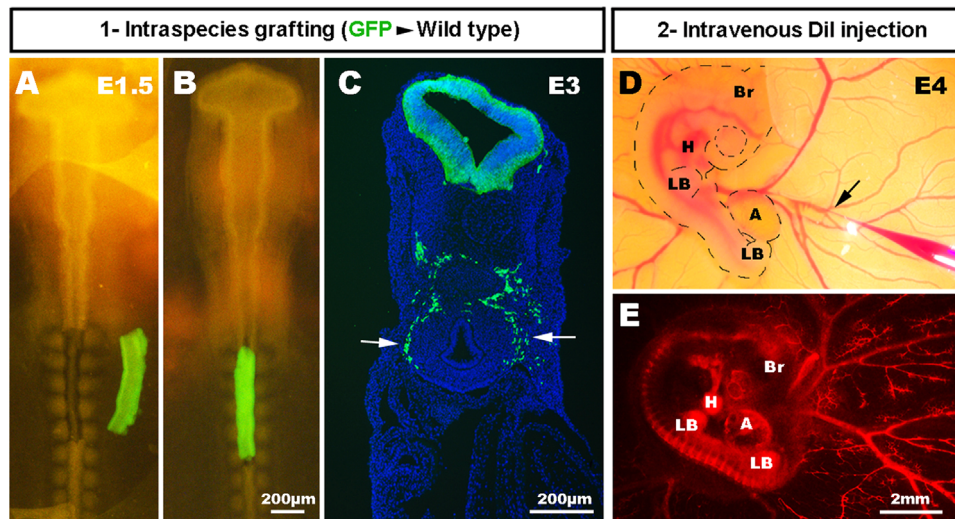 1- Intraspecies grafting (GFP ► Wild type)
2- Intravenous DiI injection
A E1.5
B
200µm
C E3
200µm
D E4
Br
H
LB
A
LB
E
Br
H
LB
A
LB
2mm